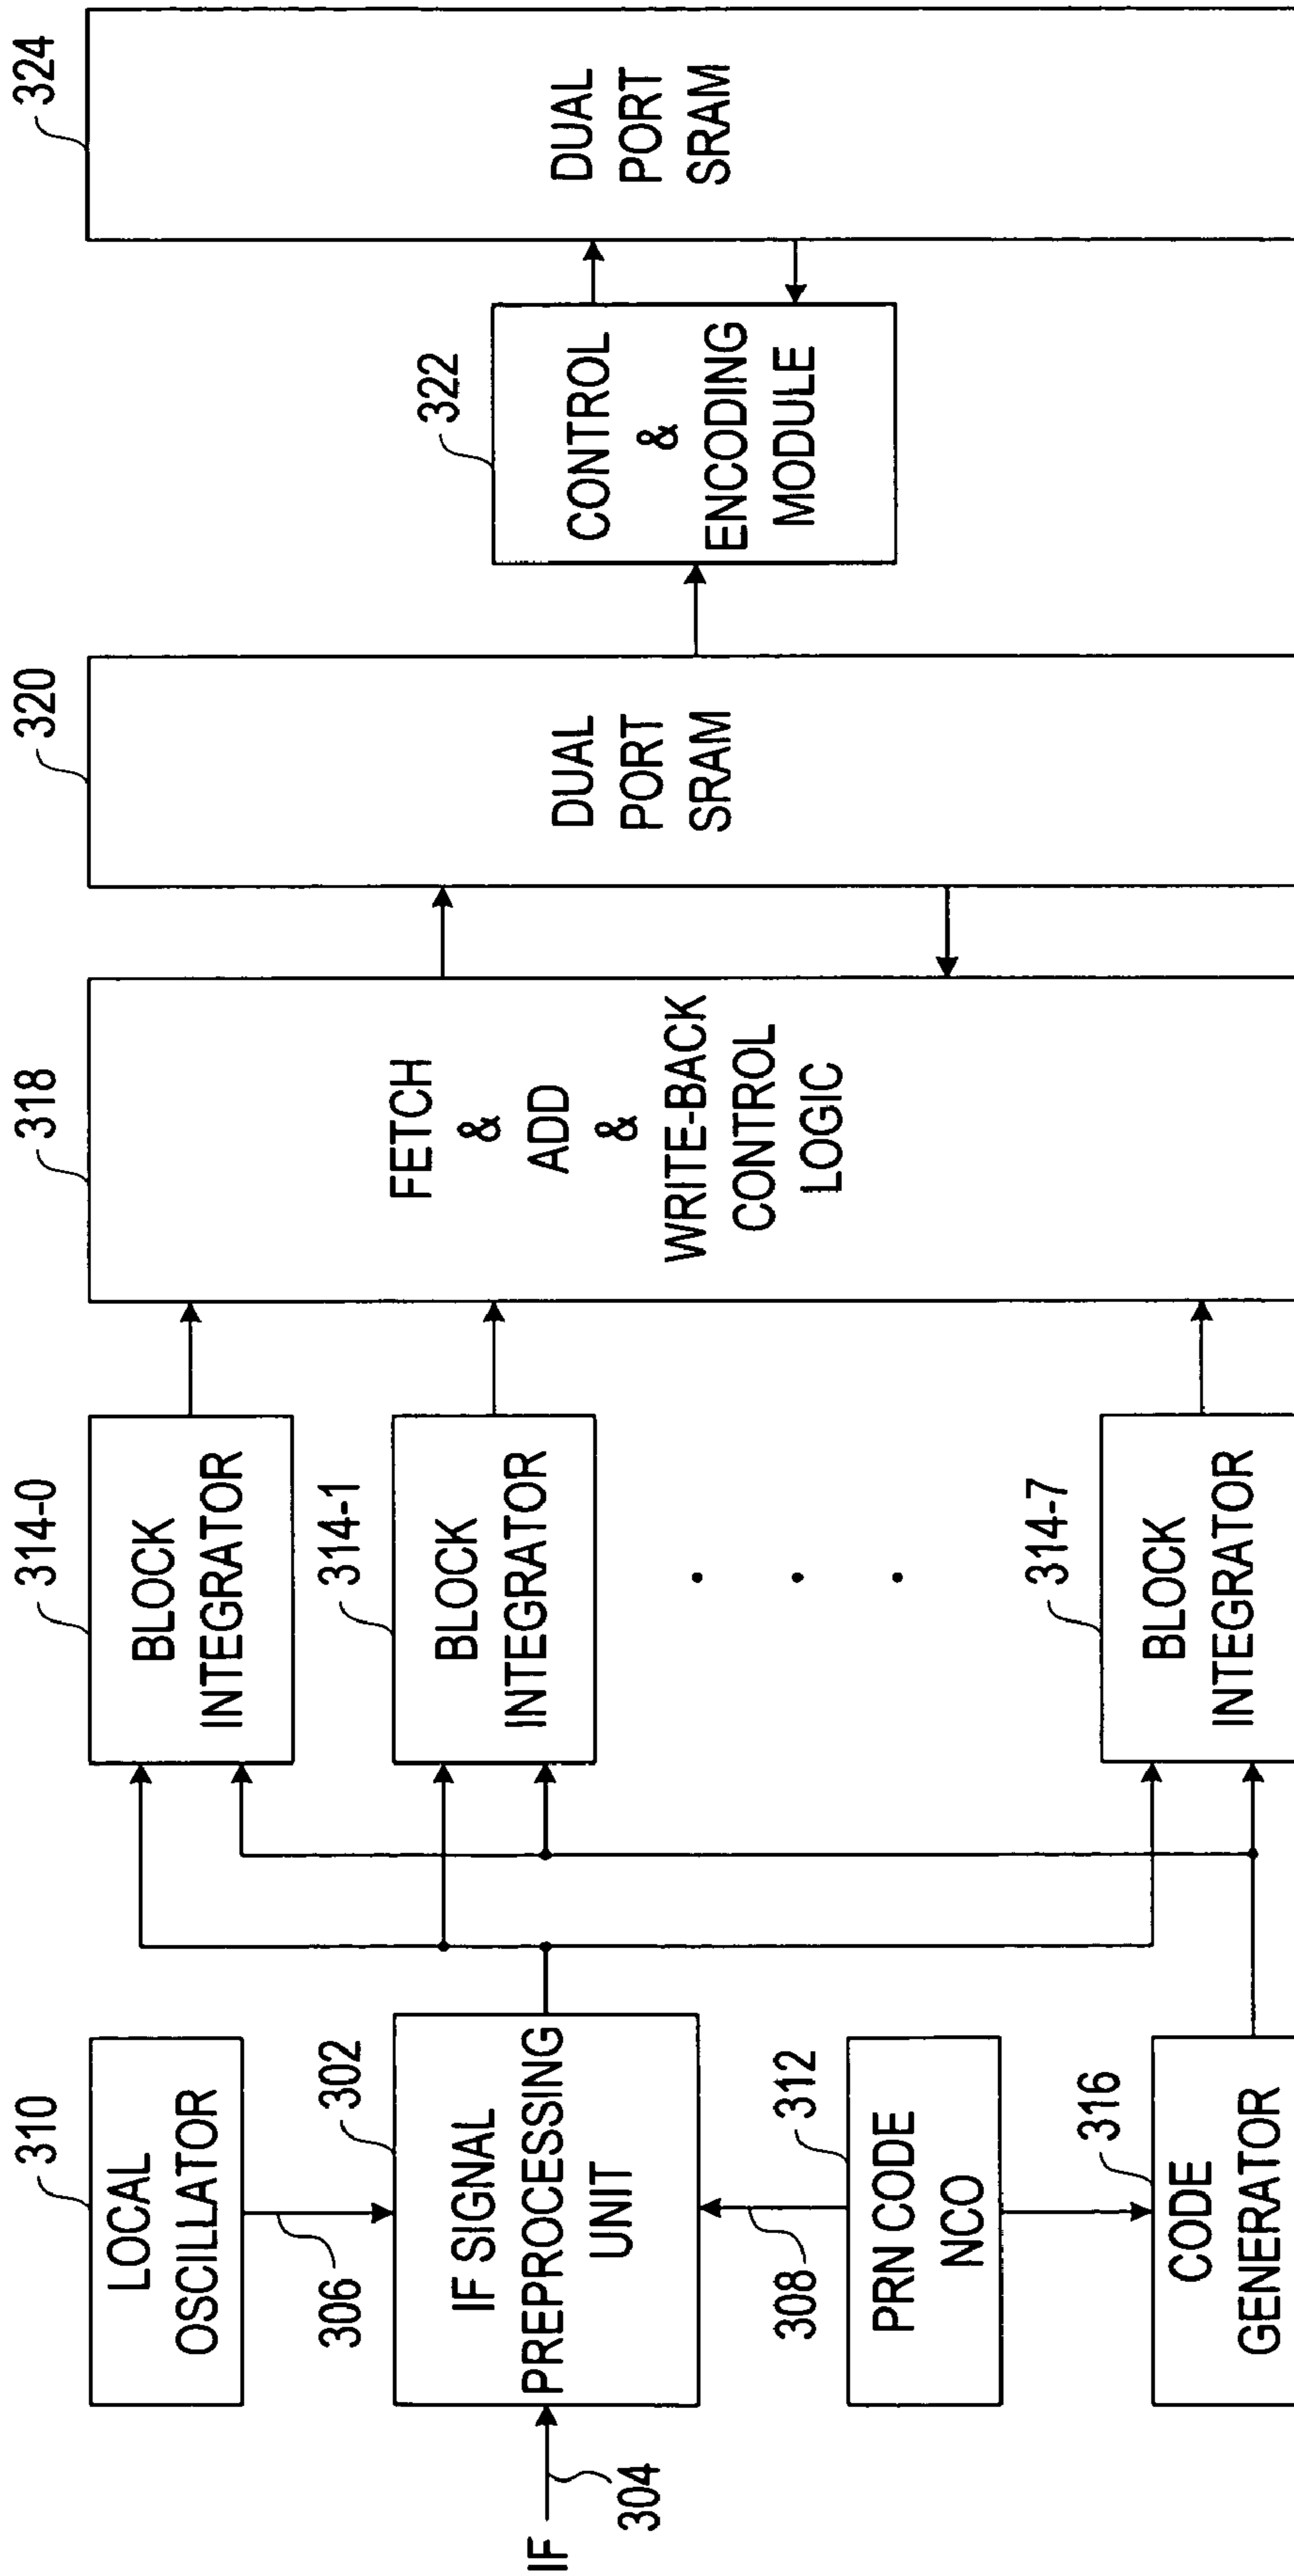 310
LOCAL
OSCILLATOR
306
302
IF SIGNAL
PREPROCESSING
UNIT
IF
304
308
312
PRN CODE
NCO
316
CODE
GENERATOR
314-0
BLOCK
INTEGRATOR
314-1
BLOCK
INTEGRATOR
314-7
BLOCK
INTEGRATOR
318
FETCH
&
ADD
&
WRITE-BACK
CONTROL
LOGIC
320
DUAL
PORT
SRAM
322
CONTROL
&
ENCODING
MODULE
324
DUAL
PORT
SRAM